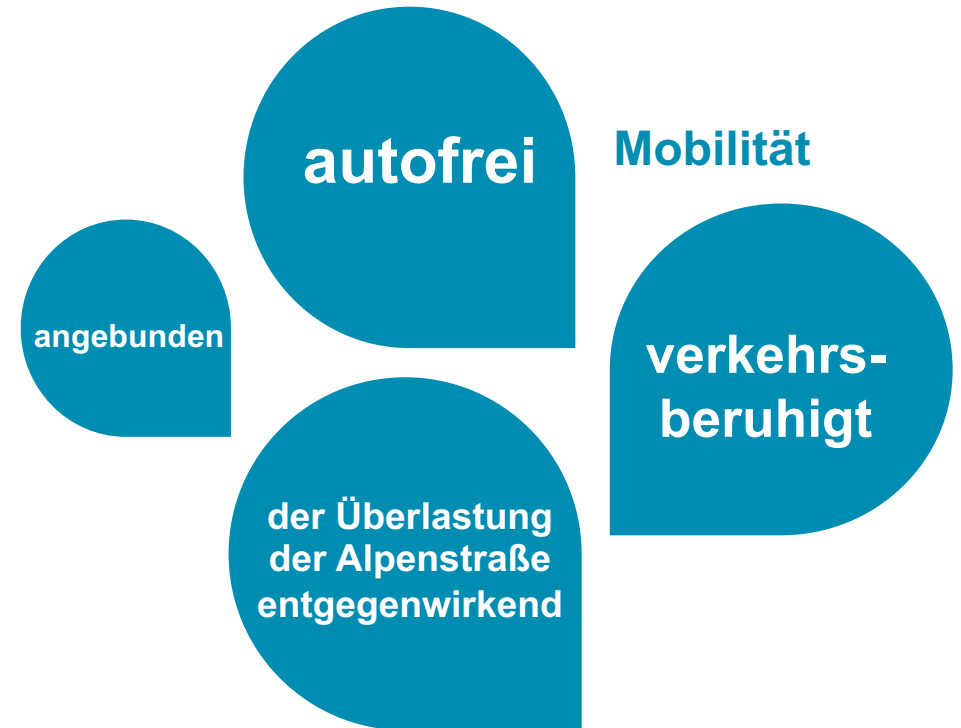 Mobilität
autofrei
angebunden
verkehrs-
beruhigt
der Überlastung
der Alpenstraße
entgegenwirkend